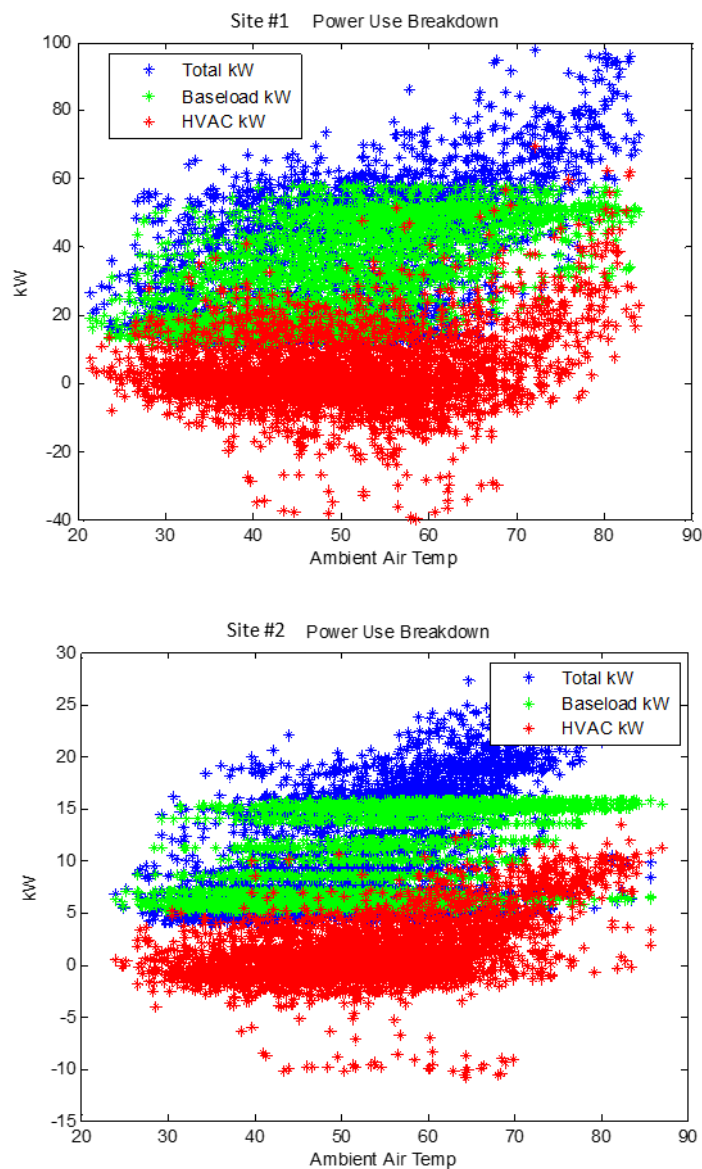 Site #1 Power Use Breakdown
100
80
60
40
20
0
-20
-40
Total kW
Baseload kW
HVAC kW
kW
20 30 40 50 60 70 80 90
Ambient Air Temp
Site #2 Power Use Breakdown
30
25
20
15
10
5
0
-5
-10
-15
Total kW
Baseload kW
HVAC kW
kW
20 30 40 50 60 70 80 90
Ambient Air Temp